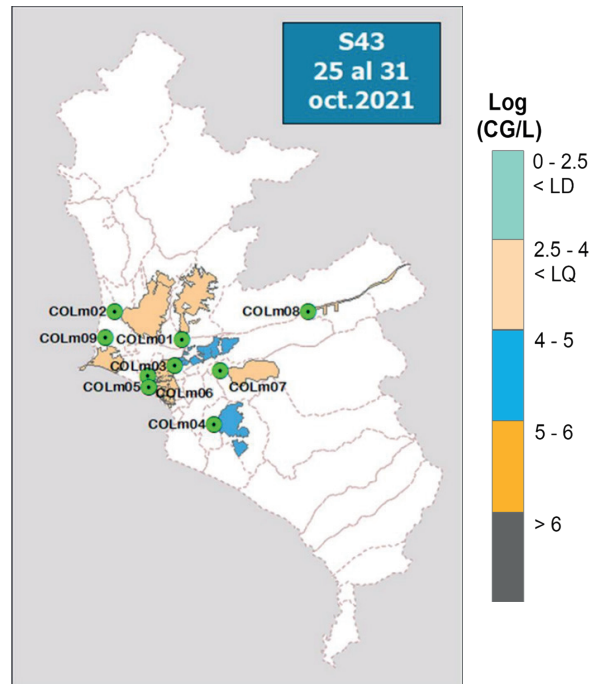 S43
25 al 31
oct.2021
Log
(CG/L)
0 - 2.5
< LD
2.5 - 4
< LQ
4 - 5
5 - 6
> 6
COLm02
COLm08
COLm09
COLm01
COLm03
COLm05
COLm06
COLm07
COLm04